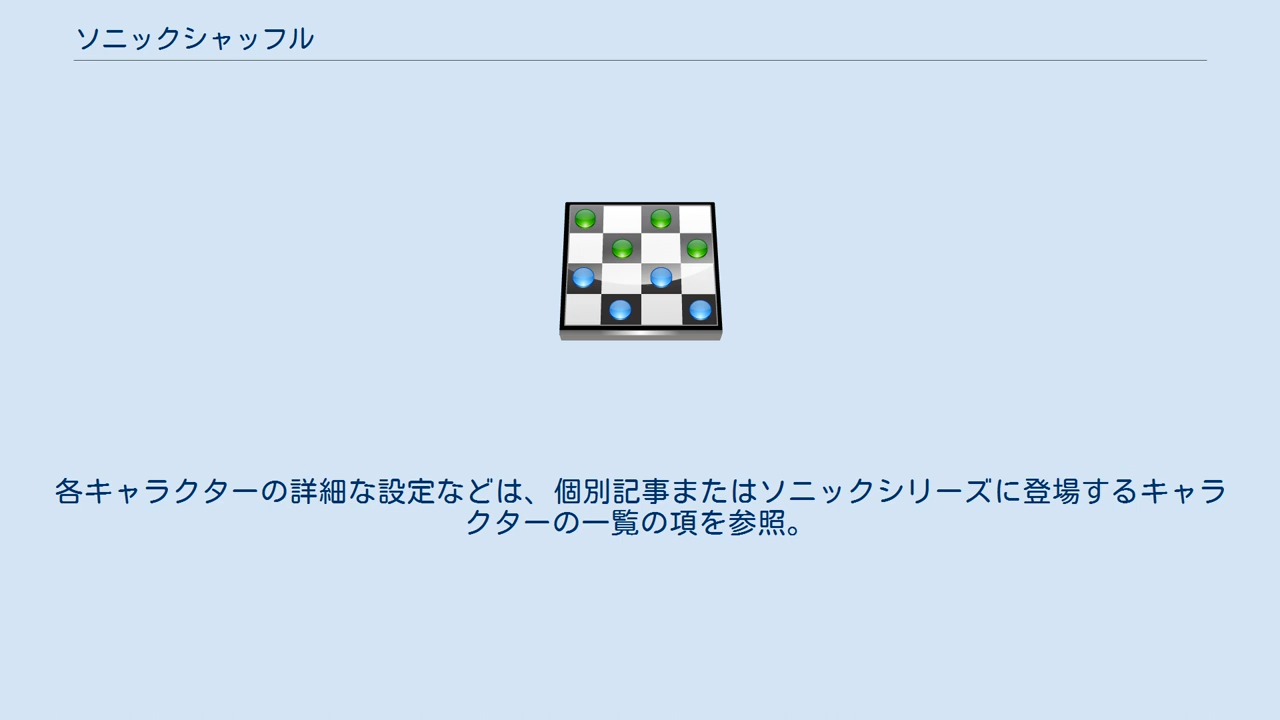 ソニックシャッフル
各キャラクターの詳細な設定などは、個別記事またはソニックシリーズに登場するキャラ
クターの一覧の項を参照。